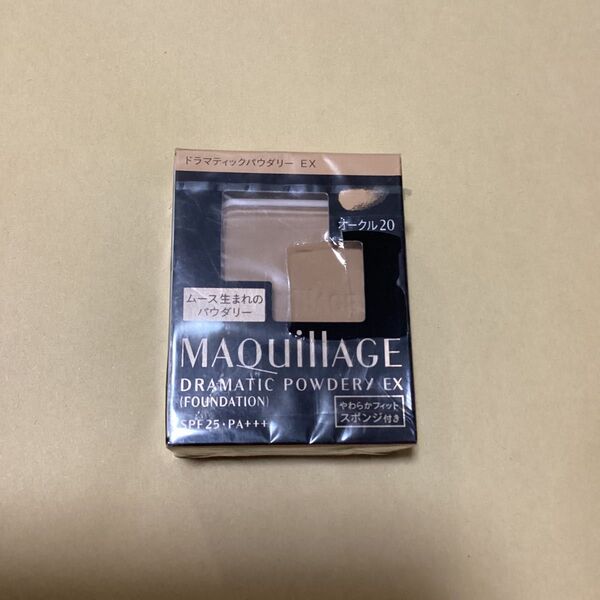 ドラマティックパウダリー EX
オークル20
ムース生まれの
パウダリー
MAQuillAGE
DRAMATIC POWDERY EX
(FOUNDATION)
やわらかフィット
スポンジ付き
SPF25・PA+++